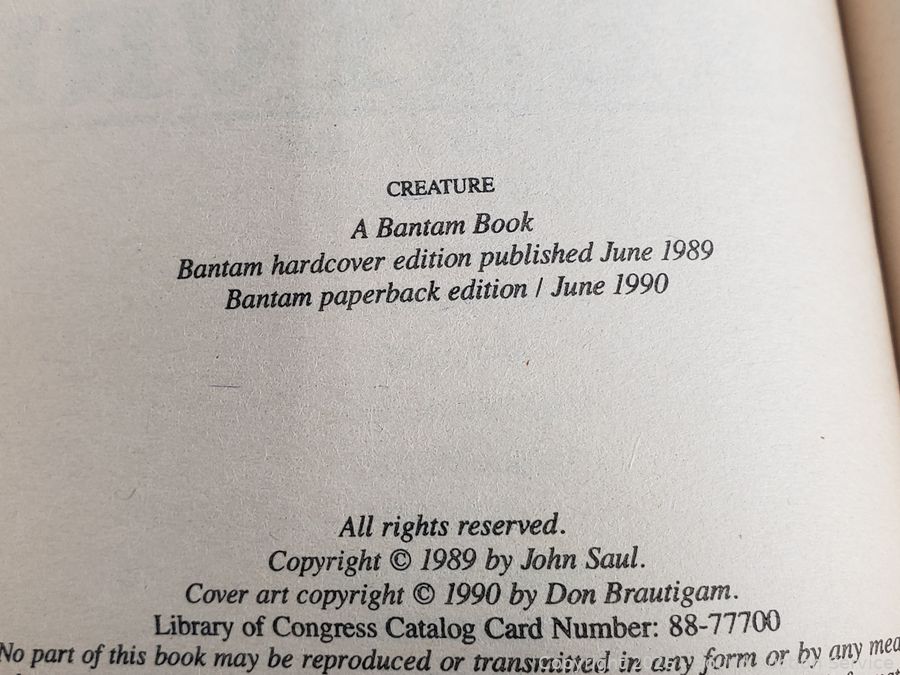 CREATURE
A Bantam Book
Bantam hardcover edition published June 1989
Bantam paperback edition / June 1990
All rights reserved.
Copyright © 1989 by John Saul.
Cover art copyright © 1990 by Don Brautigam.
Library of Congress Catalog Card Number: 88-77700
No part of this book may be reproduced or transmitted in any form or by any mea